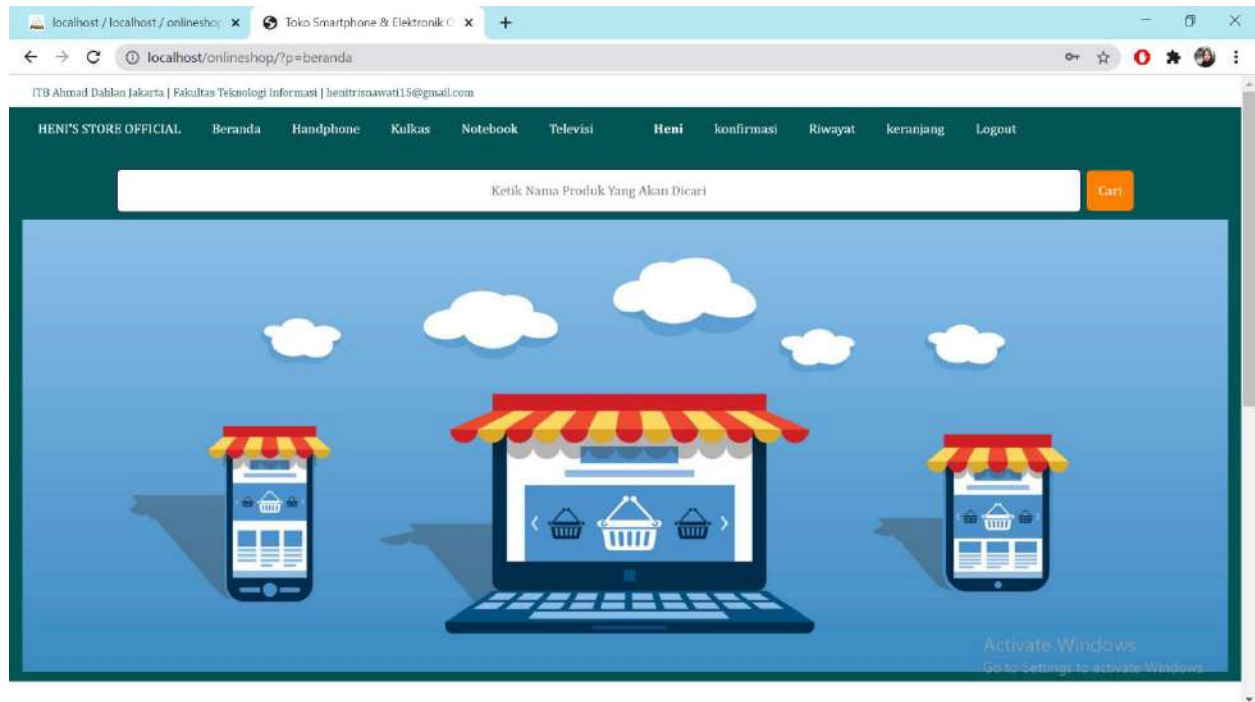 localhost / localhost / onlineshop
Toko Smartphone & Elektronik
localhost/onlineshop/?p=beranda
ITB Ahmad Dahlan Jakarta | Fakultas Teknologi Informasi | henitrisnawati15@gmail.com
HENI'S STORE OFFICIAL Beranda Handphone Kulkas Notebook Televisi Heni konfirmasi Riwayat keranjang Logout
Ketik Nama Produk Yang Akan Dicari Cari
Activate Windows
Go to Settings to activate Windows.